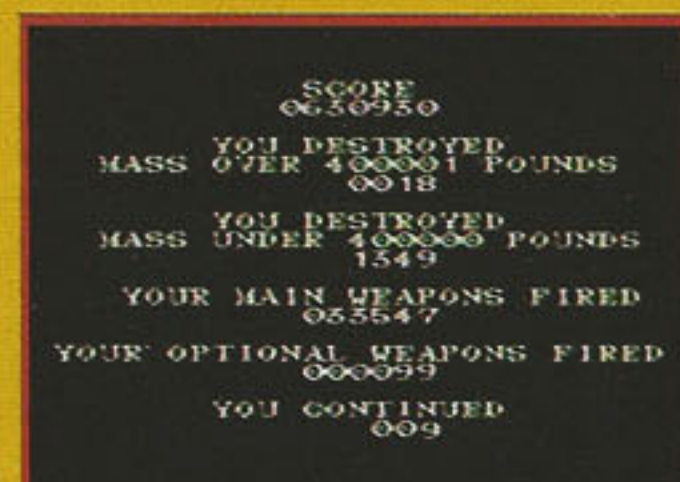 SCORE
0630930
YOU DESTROYED
MASS OVER 400001 POUNDS
0018
YOU DESTROYED
MASS UNDER 400000 POUNDS
1349
YOUR MAIN WEAPONS FIRED
033547
YOUR OPTIONAL WEAPONS FIRED
000099
YOU CONTINUED
009